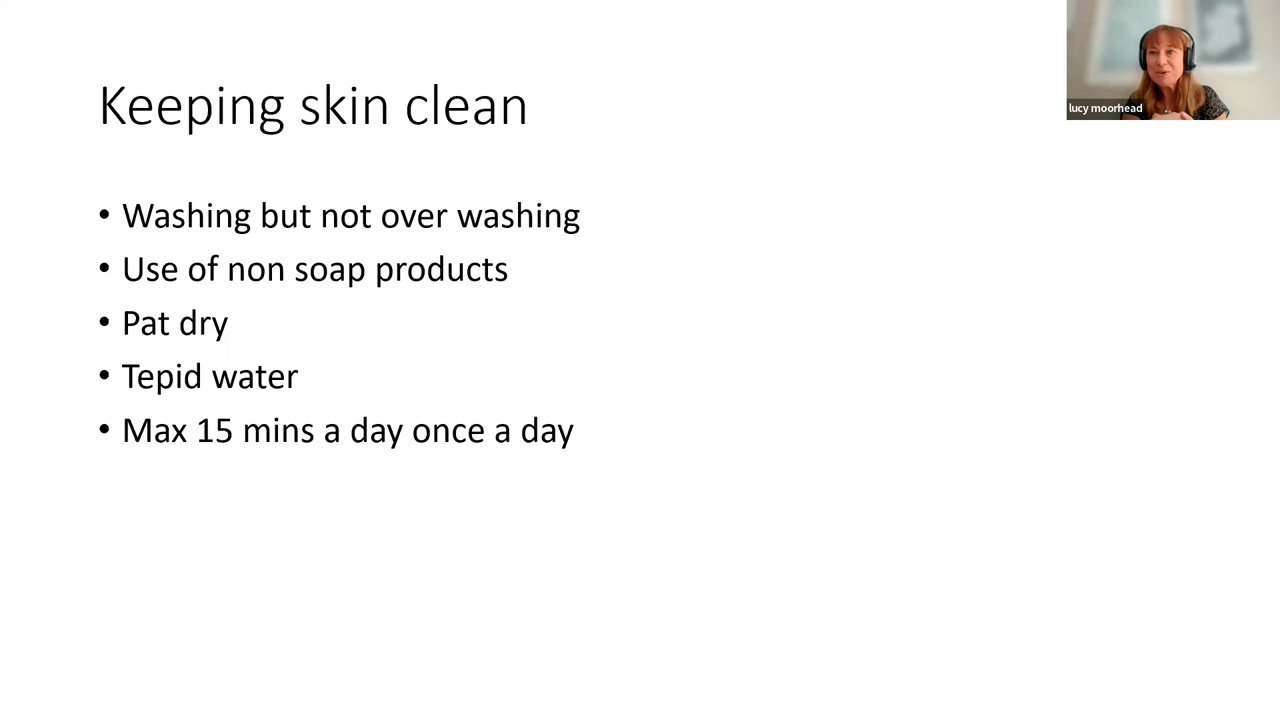 Keeping skin clean
lucy moorhead
• Washing but not over washing
• Use of non soap products
• Pat dry
• Tepid water
• Max 15 mins a day once a day